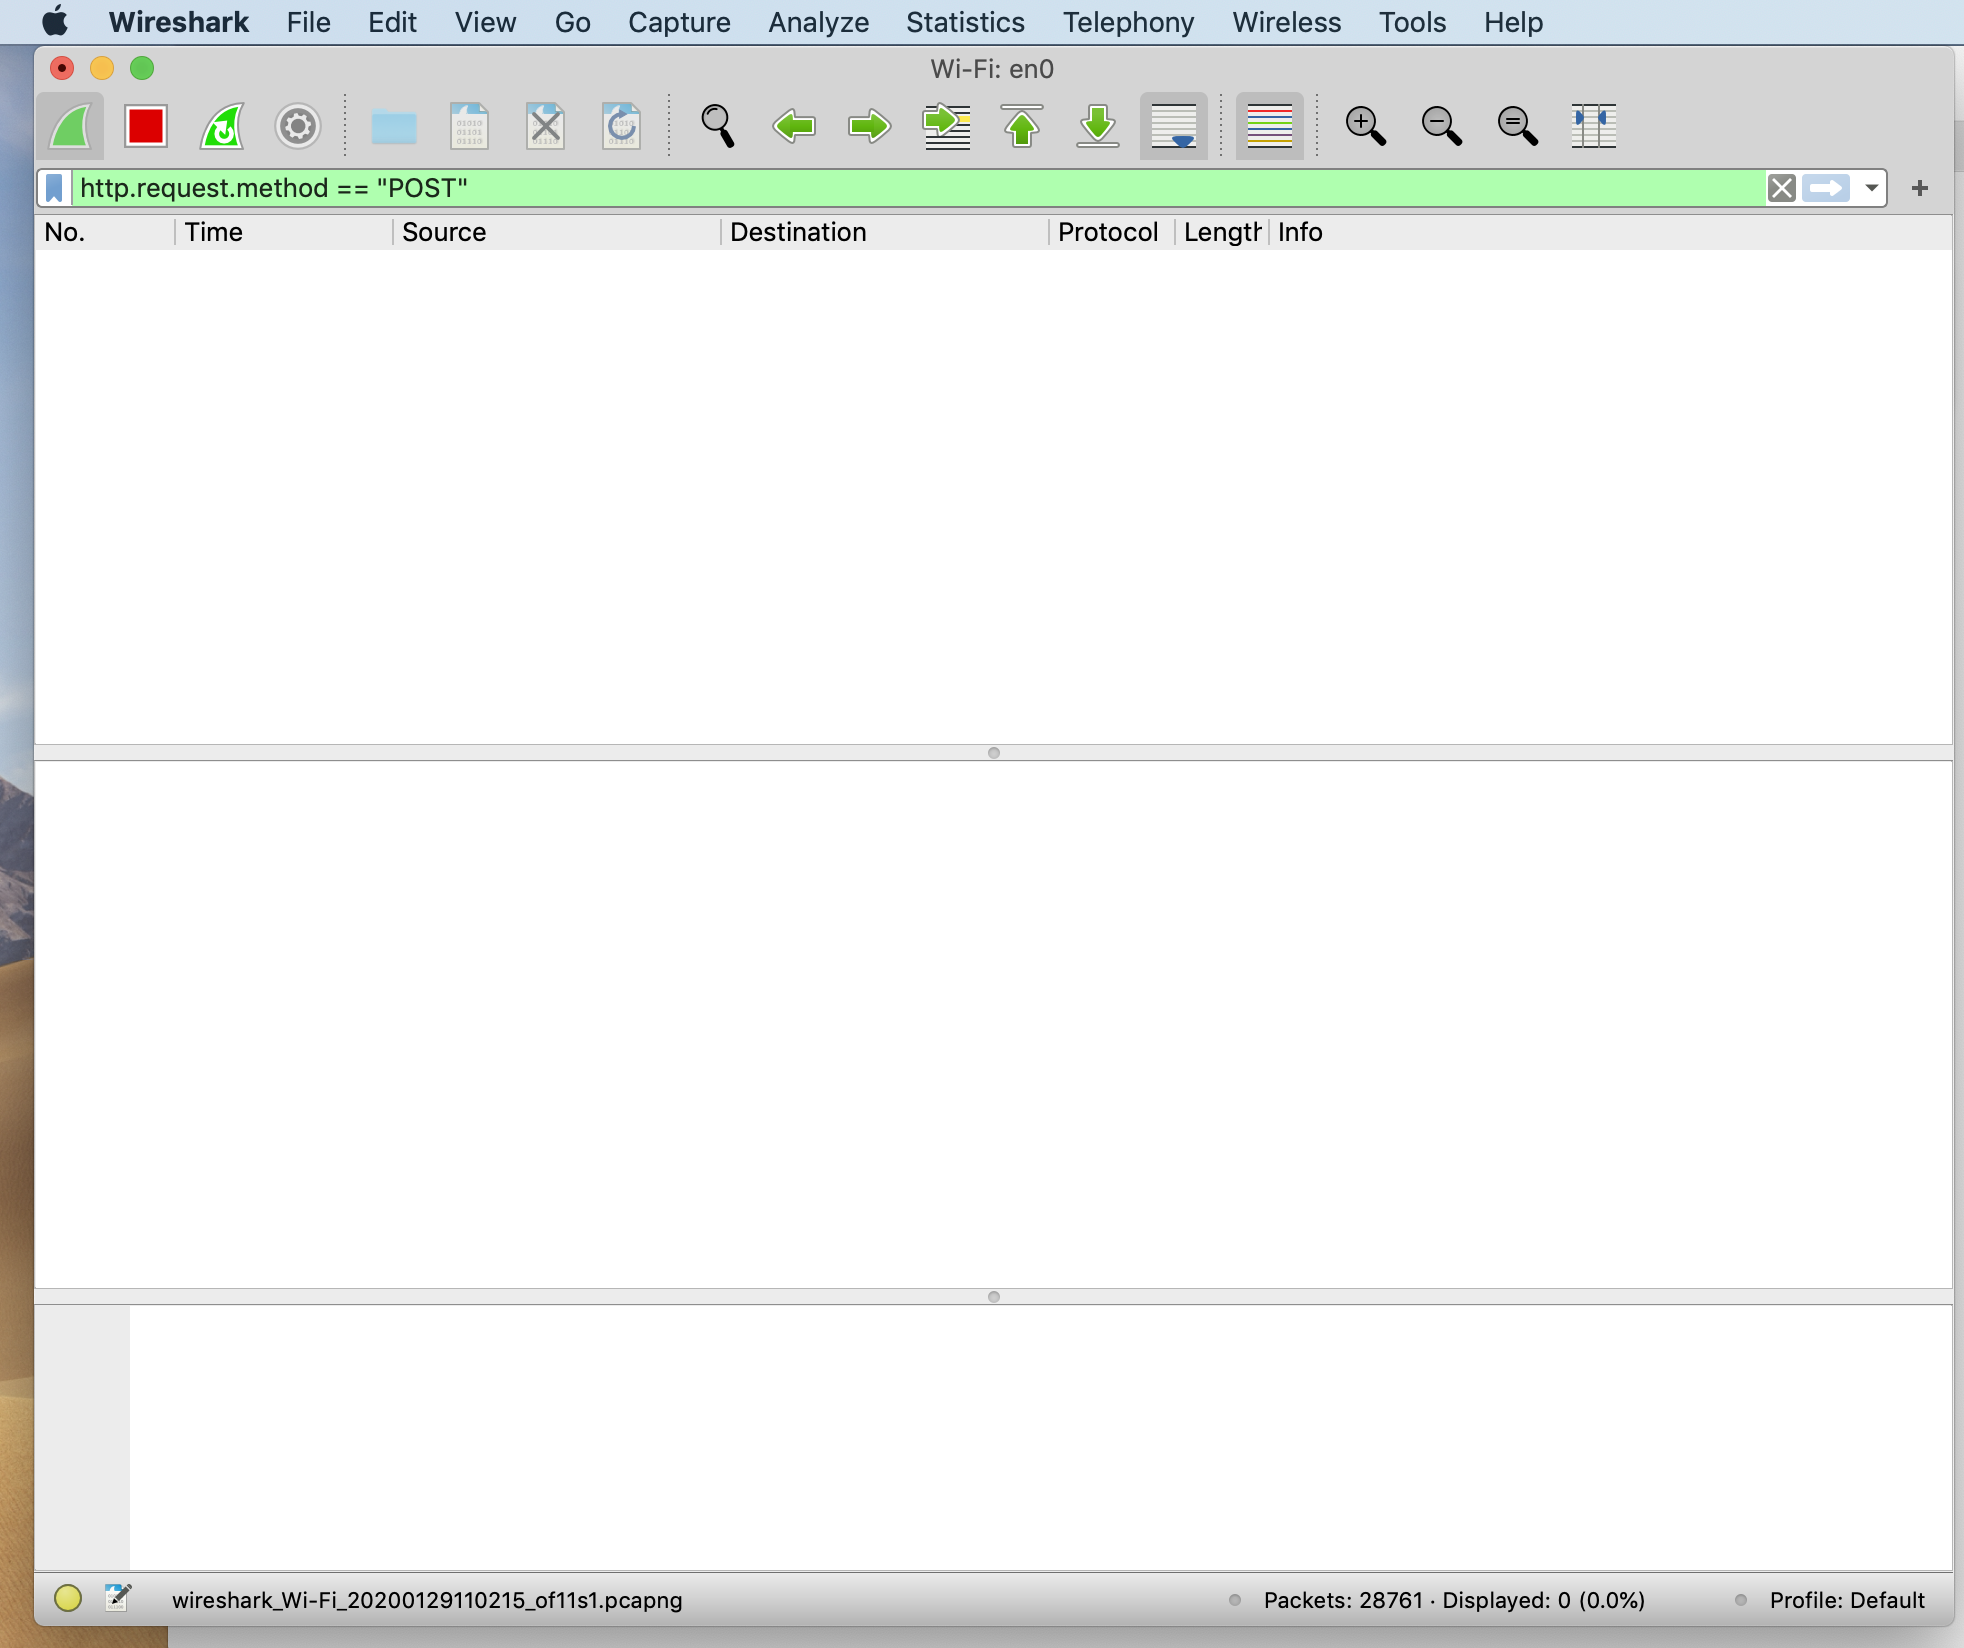 Wireshark File Edit View Go Capture Analyze Statistics Telephony Wireless Tools Help
Wi-Fi: en0
http.request.method == "POST"
No. Time Source Destination Protocol Length Info
wireshark_Wi-Fi_20200129110215_of11s1.pcapng Packets: 28761 · Displayed: 0 (0.0%) Profile: Default